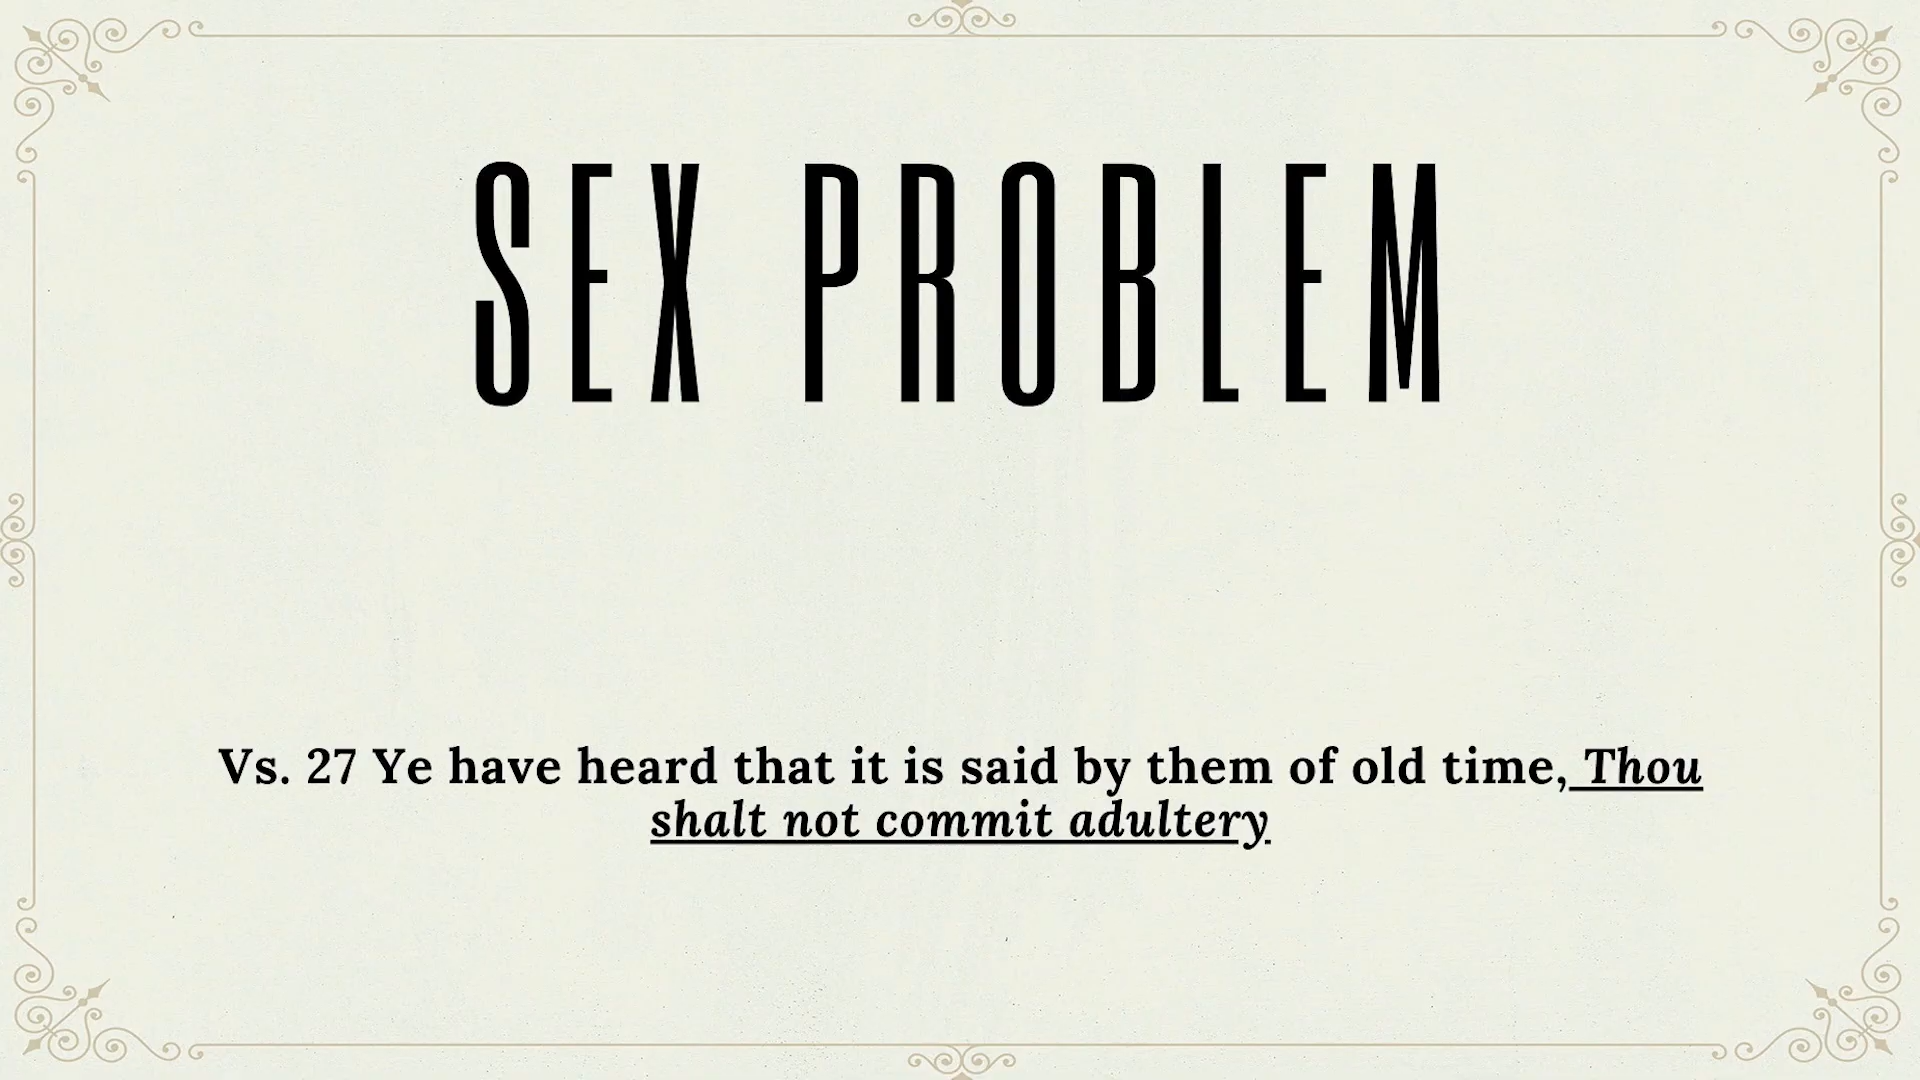 SEX PROBLEM
Vs. 27 Ye have heard that it is said by them of old time, Thou
shalt not commit adultery.